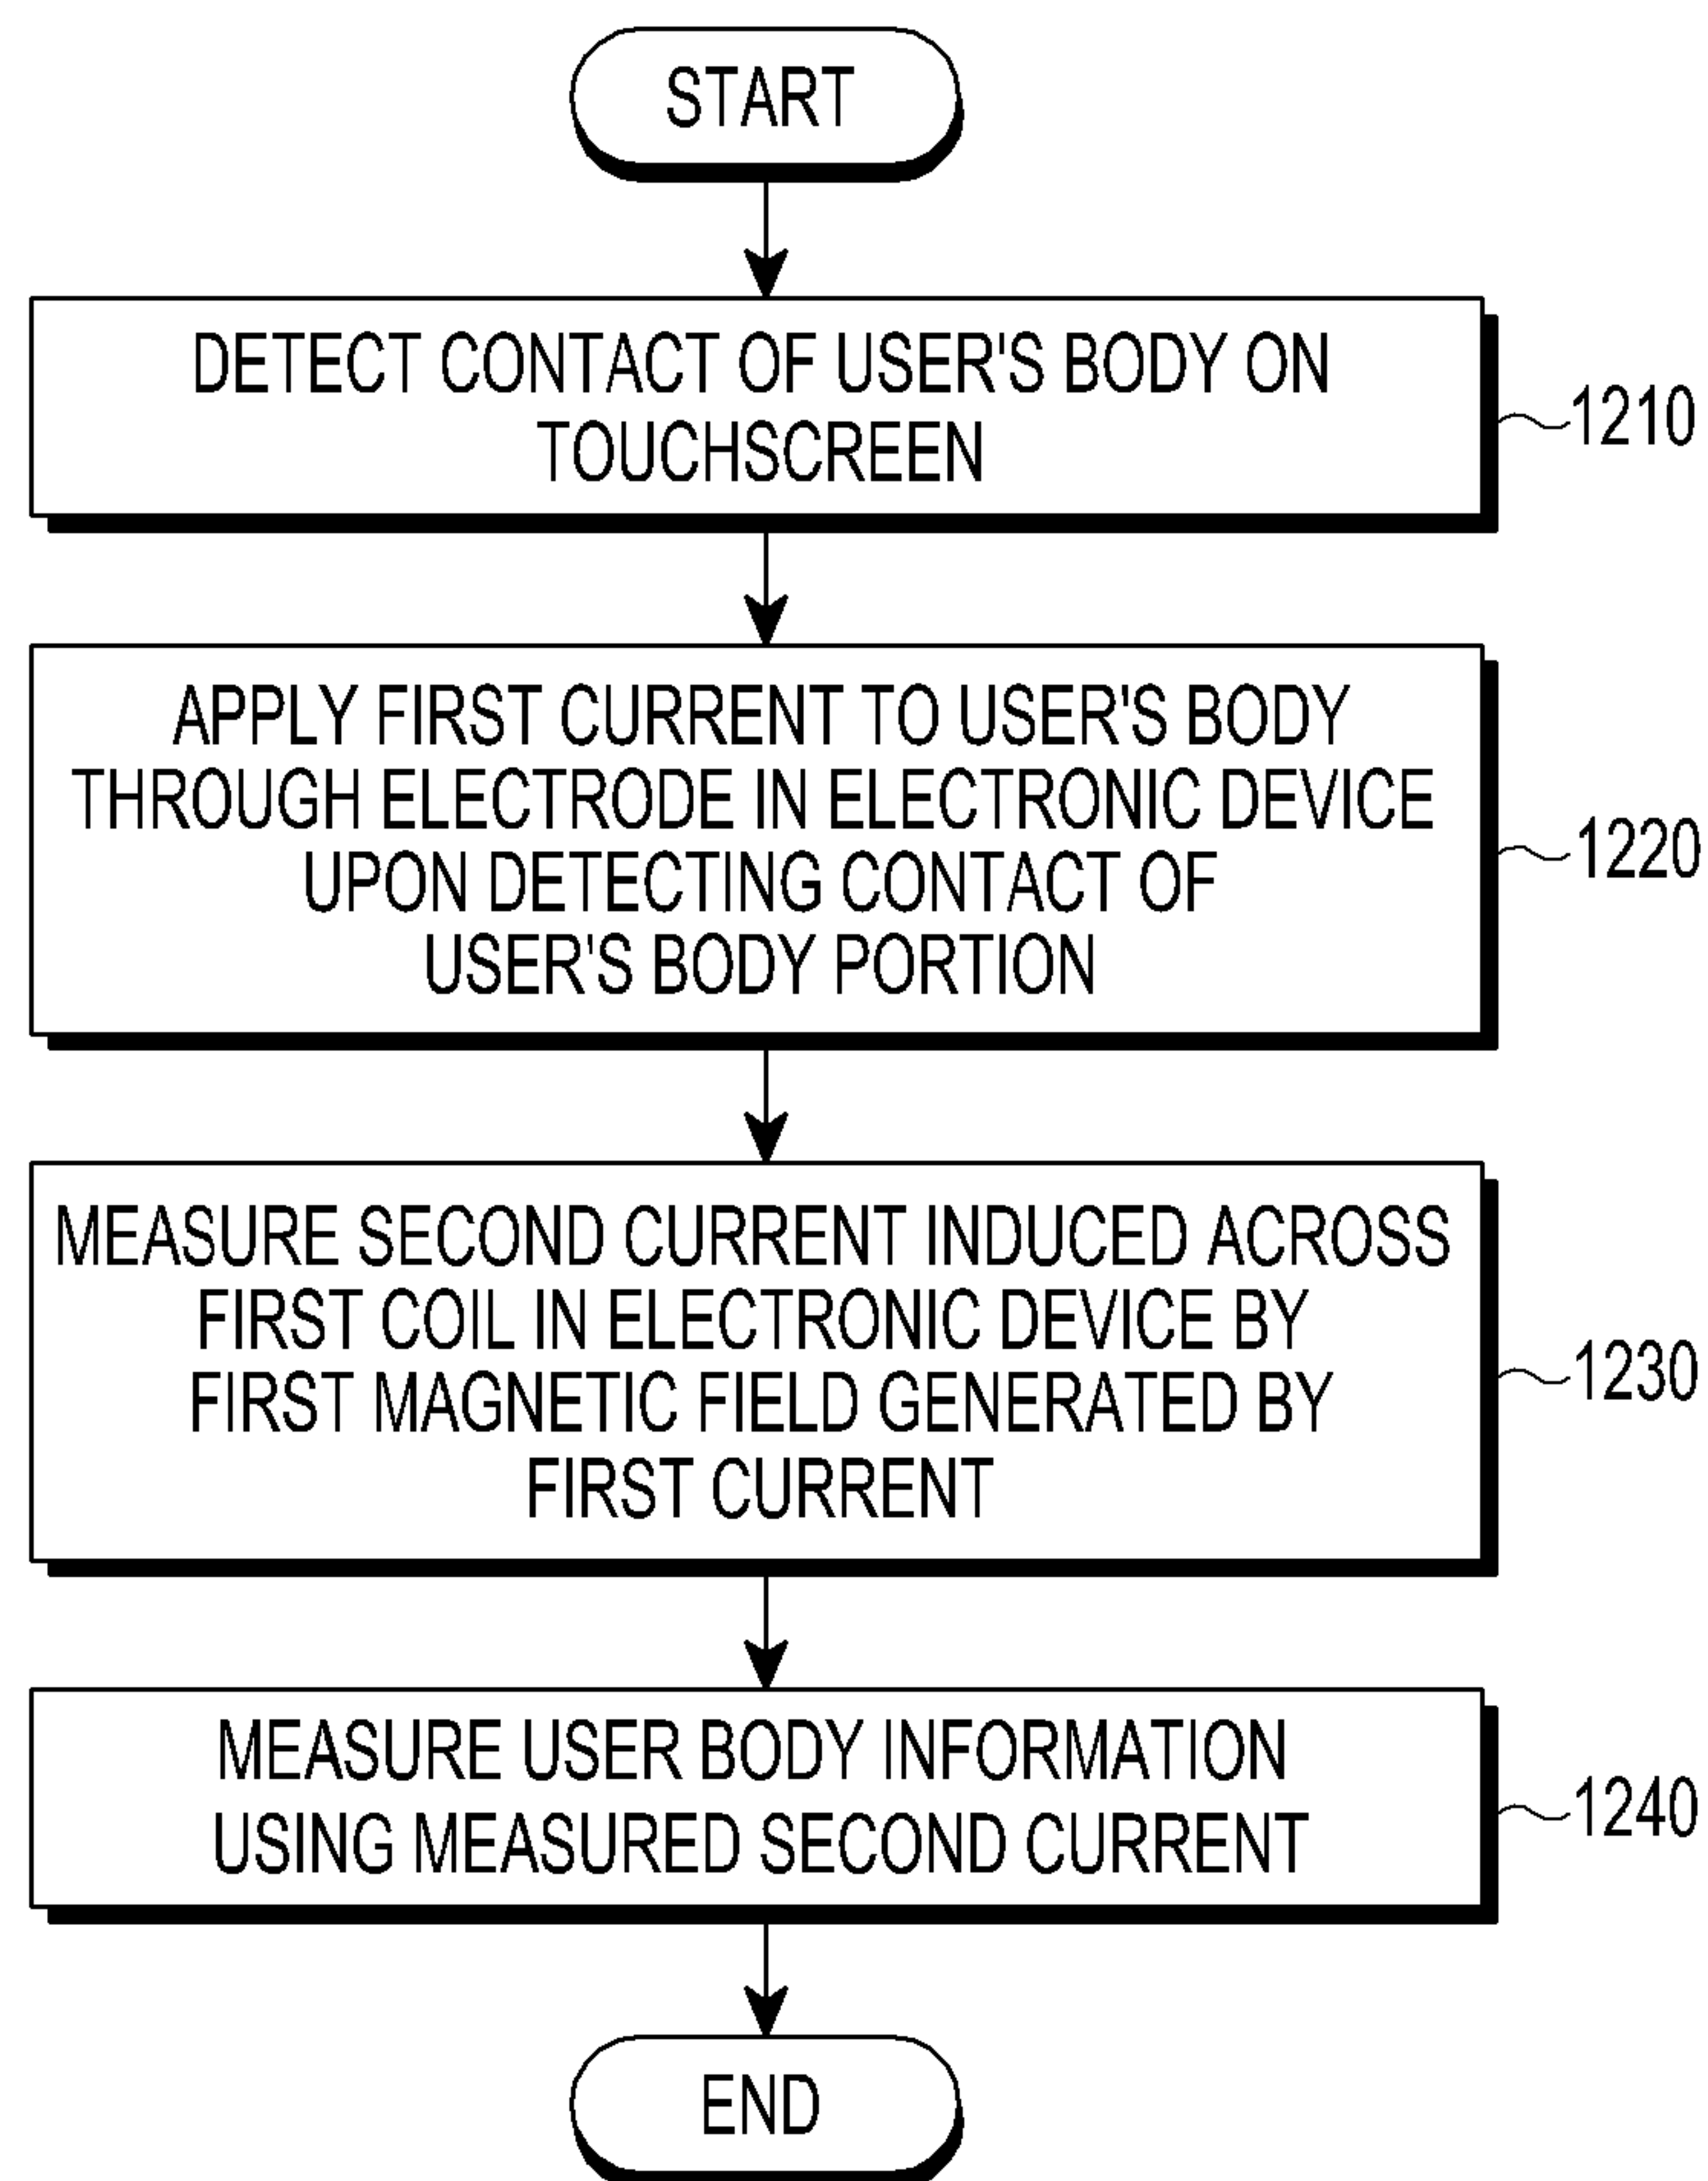 START
DETECT CONTACT OF USER'S BODY ON
TOUCHSCREEN
1210
APPLY FIRST CURRENT TO USER'S BODY
THROUGH ELECTRODE IN ELECTRONIC DEVICE
UPON DETECTING CONTACT OF
USER'S BODY PORTION
1220
MEASURE SECOND CURRENT INDUCED ACROSS
FIRST COIL IN ELECTRONIC DEVICE BY
FIRST MAGNETIC FIELD GENERATED BY
FIRST CURRENT
1230
MEASURE USER BODY INFORMATION
USING MEASURED SECOND CURRENT
1240
END